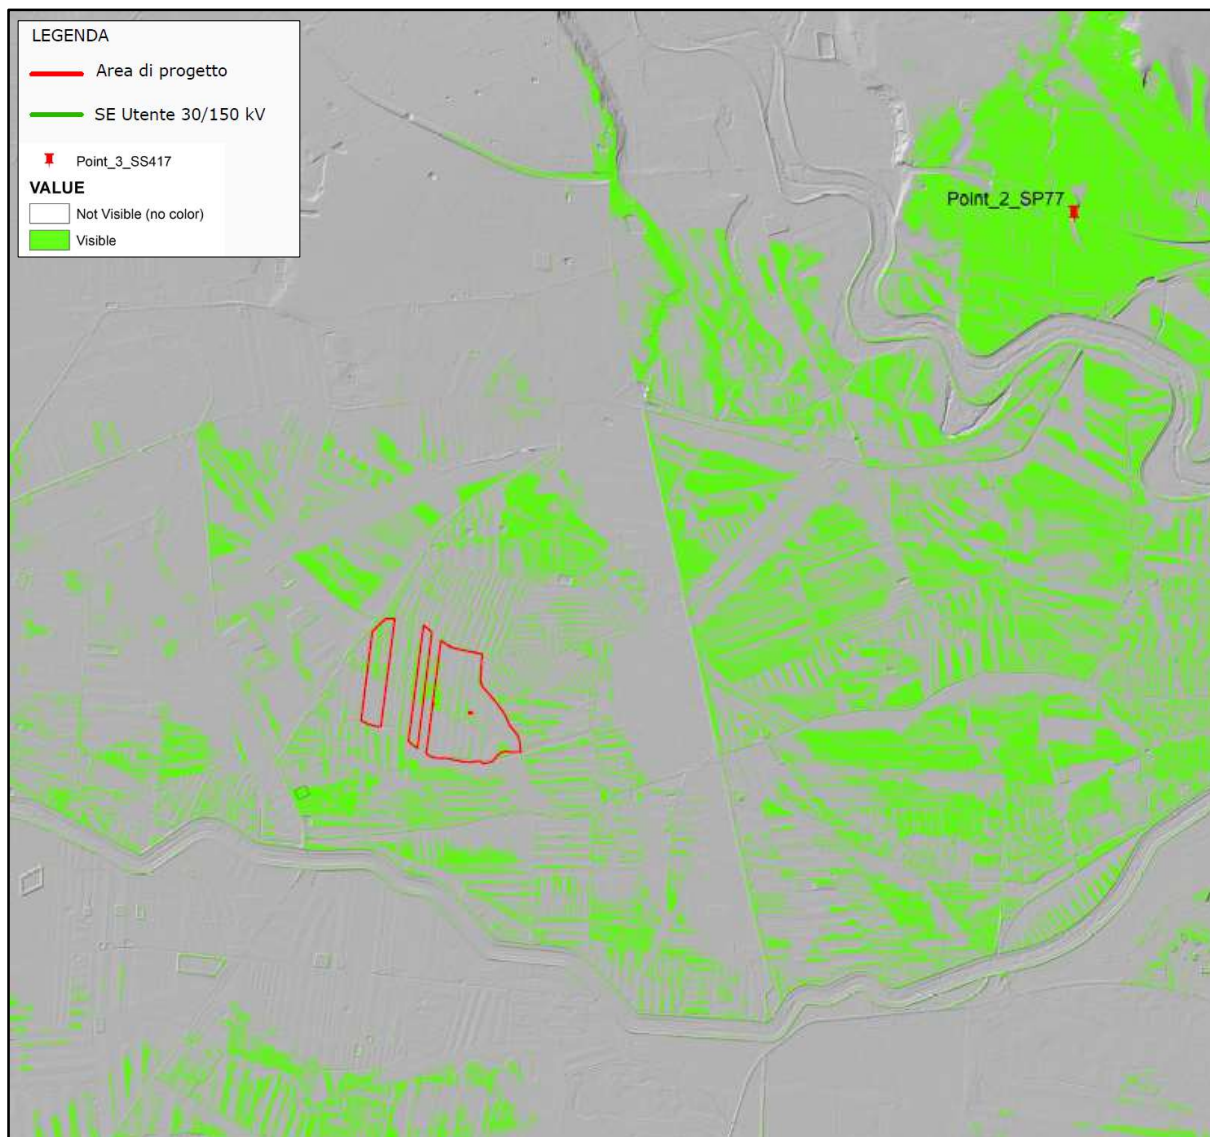 LEGENDA
Area di progetto
SE Utente 30/150 kV
Point_3_SS417
VALUE
Not Visible (no color)
Visible
Point_2_SP77